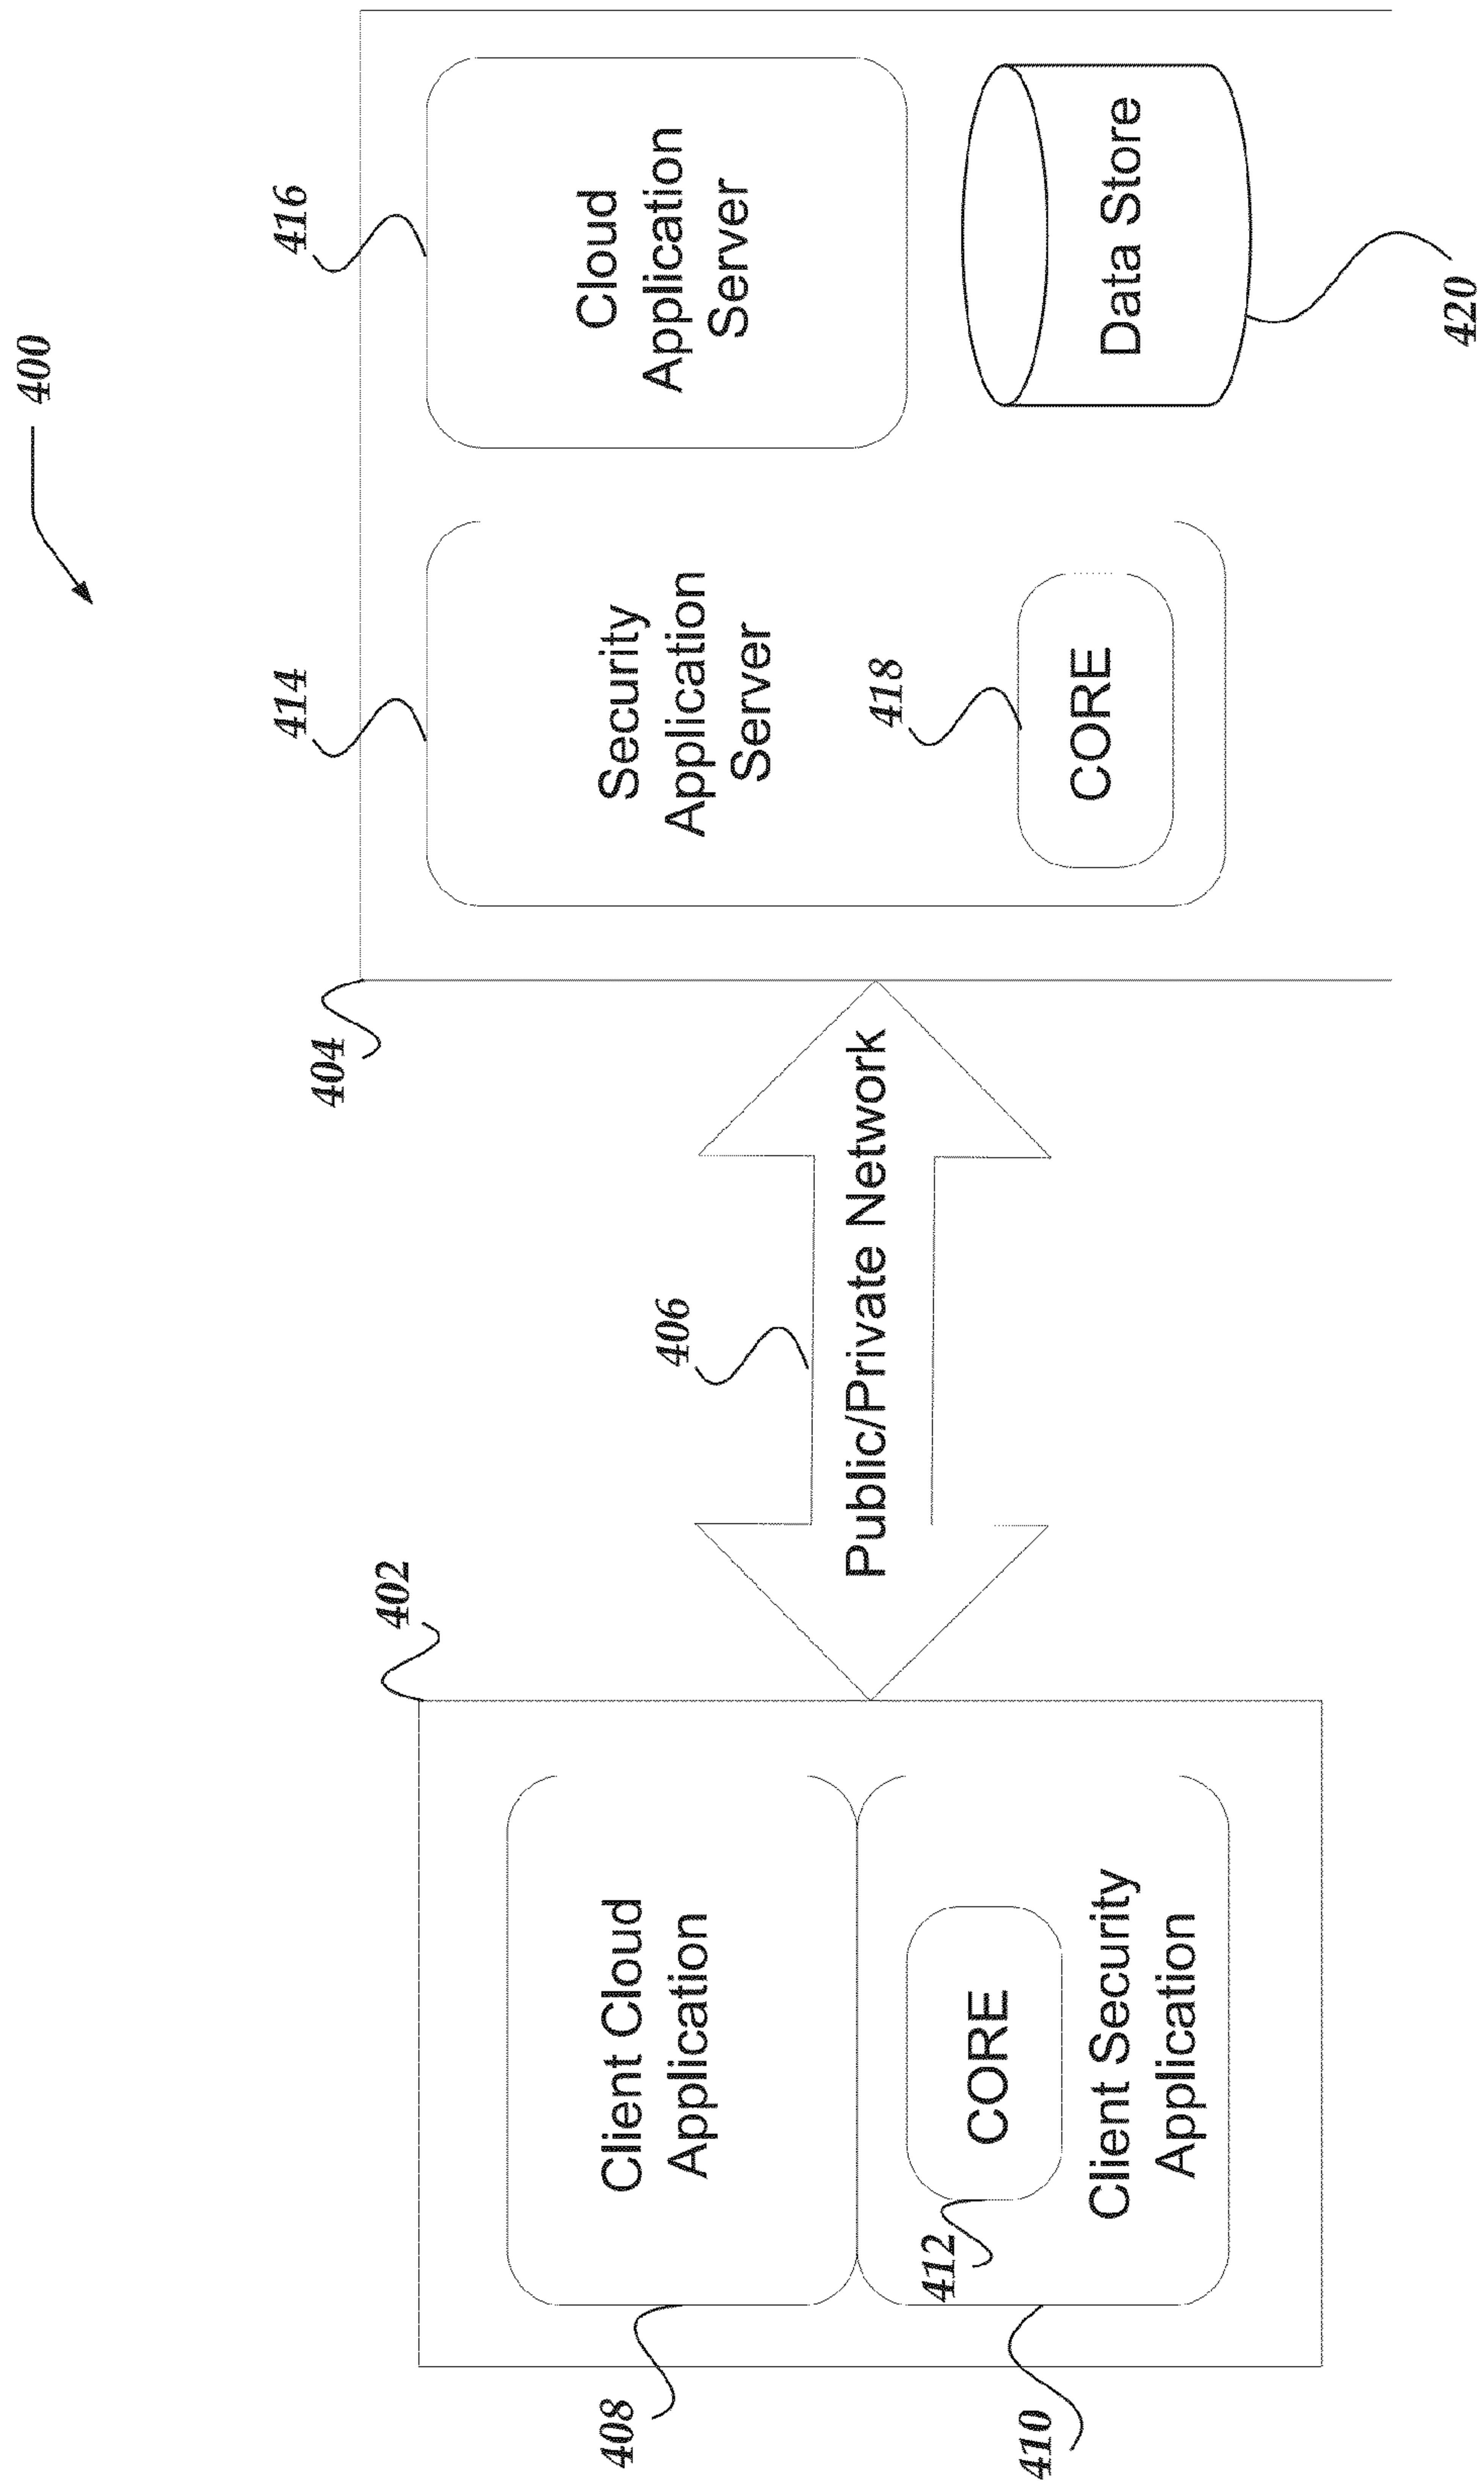 400
402
Client Cloud
Application
408
CORE
412
Client Security
Application
410
406
Public/Private Network
404
414
Security
Application
Server
418
CORE
416
Cloud
Application
Server
Data Store
420